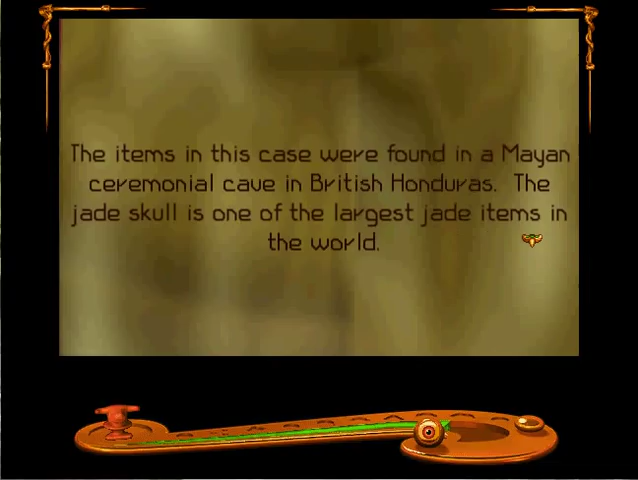 The items in this case were found in a Mayan
ceremonial cave in British Honduras. The
jade skull is one of the largest jade items in
the world.